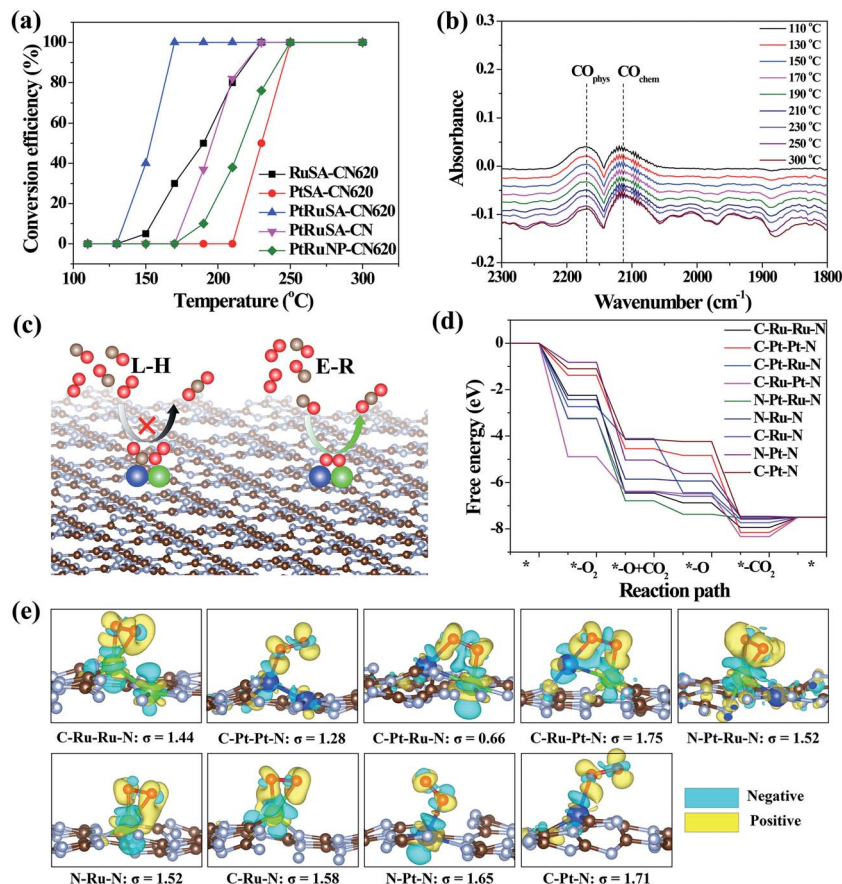 (a)
100
80
60
40
20
0
Conversion efficiency (%)
RuSA-CN620
PtSA-CN620
PtRuSA-CN620
PtRuSA-CN
PtRuNP-CN620
100
150
200
250
300
Temperature (°C)
(b)
0.3
0.2
0.1
0.0
-0.1
-0.2
Absorbance
CO_phys
CO_chem
110 °C
130 °C
150 °C
170 °C
190 °C
210 °C
230 °C
250 °C
300 °C
2300
2200
2100
2000
1900
1800
Wavenumber (cm⁻¹)
(c)
L-H
E-R
(d)
0
-2
-4
-6
-8
Free energy (eV)
C-Ru-Ru-N
C-Pt-Pt-N
C-Pt-Ru-N
C-Ru-Pt-N
N-Pt-Ru-N
N-Ru-N
C-Ru-N
N-Pt-N
C-Pt-N
*
*-O₂
*-O+CO₂
*-O
*-CO₂
*
Reaction path
(e)
C-Ru-Ru-N: σ = 1.44
C-Pt-Pt-N: σ = 1.28
C-Pt-Ru-N: σ = 0.66
C-Ru-Pt-N: σ = 1.75
N-Pt-Ru-N: σ = 1.52
N-Ru-N: σ = 1.52
C-Ru-N: σ = 1.58
N-Pt-N: σ = 1.65
C-Pt-N: σ = 1.71
Negative
Positive